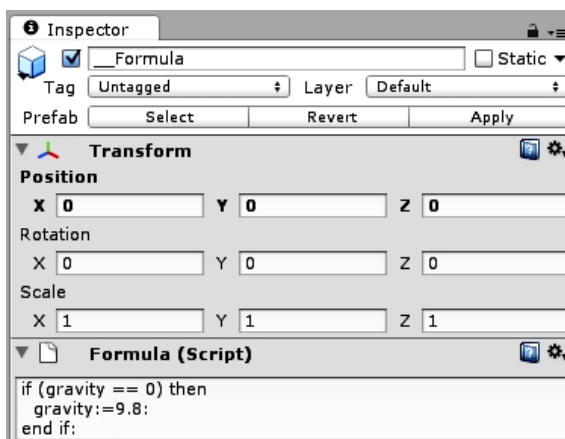 Inspector
__Formula Static
Tag Untagged Layer Default
Prefab Select Revert Apply
Transform
Position
X 0 Y 0 Z 0
Rotation
X 0 Y 0 Z 0
Scale
X 1 Y 1 Z 1
Formula (Script)
if (gravity == 0) then
gravity:=9.8:
end if: